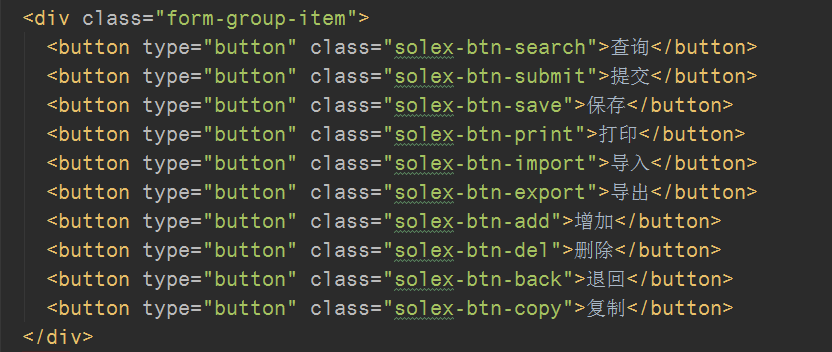 <div class="form-group-item">
<button type="button" class="solex-btn-search">查询</button>
<button type="button" class="solex-btn-submit">提交</button>
<button type="button" class="solex-btn-save">保存</button>
<button type="button" class="solex-btn-print">打印</button>
<button type="button" class="solex-btn-import">导入</button>
<button type="button" class="solex-btn-export">导出</button>
<button type="button" class="solex-btn-add">增加</button>
<button type="button" class="solex-btn-del">删除</button>
<button type="button" class="solex-btn-back">退回</button>
<button type="button" class="solex-btn-copy">复制</button>
</div>